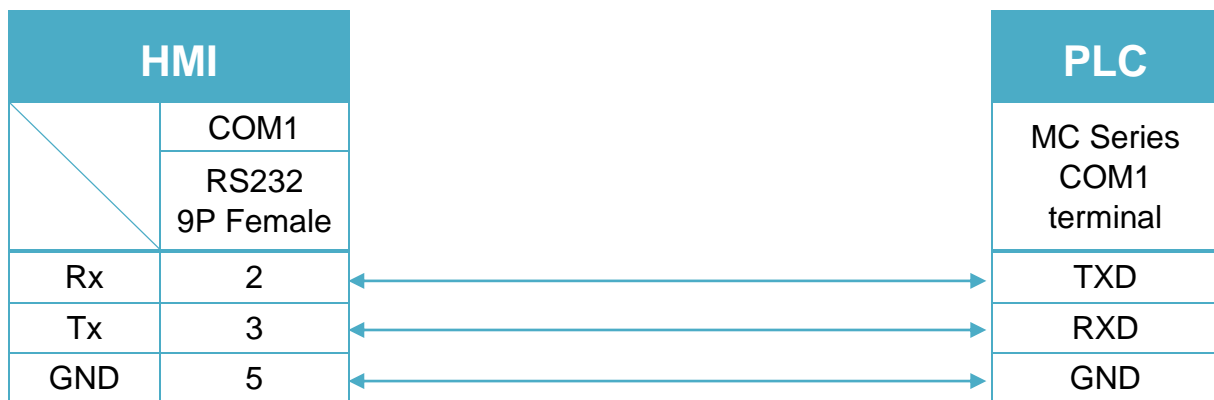 HMI
PLC
COM1
RS232
9P Female
MC Series
COM1
terminal
Rx 2 TXD
Tx 3 RXD
GND 5 GND